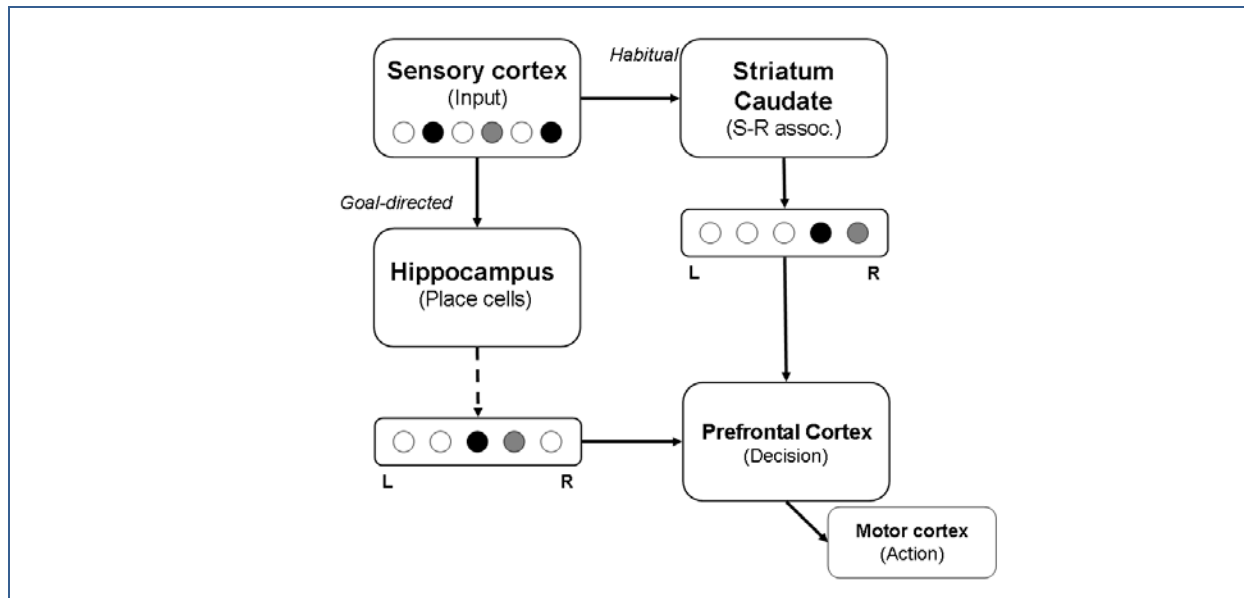 Habitual
Sensory cortex
(Input)
Striatum
Caudate
(S-R assoc.)
Goal-directed
Hippocampus
(Place cells)
L R
Prefrontal Cortex
(Decision)
L R
Motor cortex
(Action)